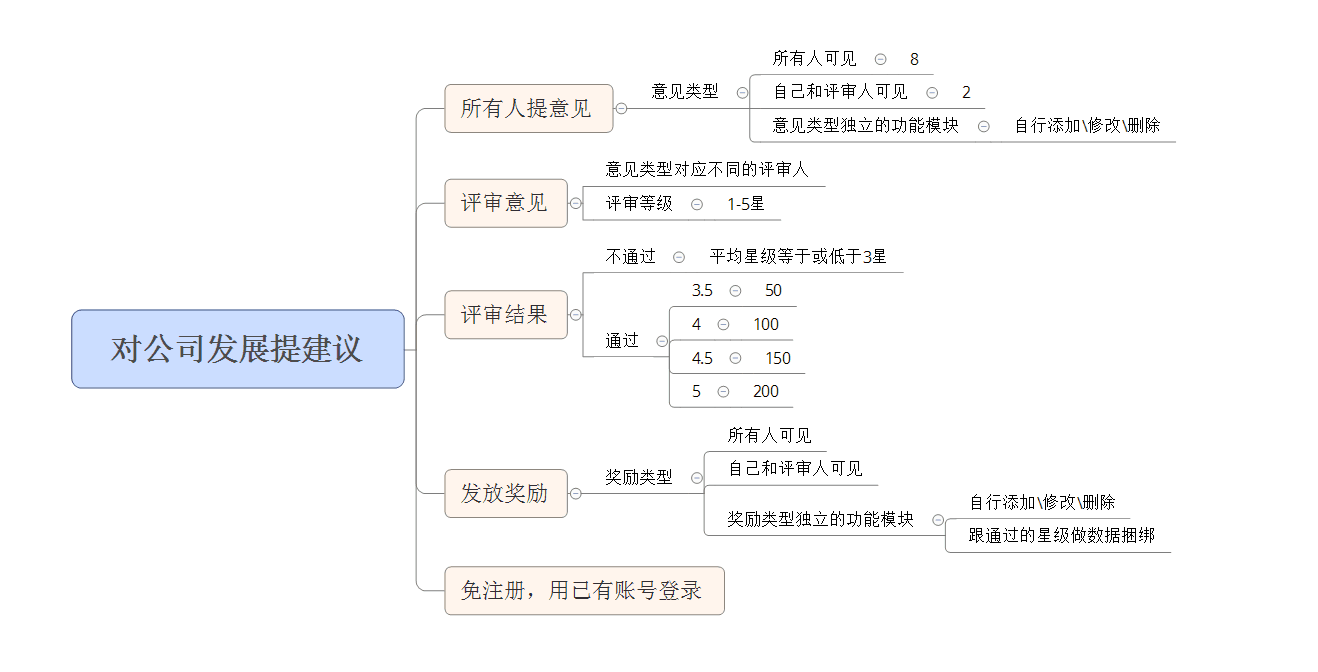 对公司发展提建议
所有人提意见
意见类型
所有人可见 8
自己和评审人可见 2
意见类型独立的功能模块 自行添加\修改\删除
评审意见
意见类型对应不同的评审人
评审等级 1-5星
评审结果
不通过 平均星级等于或低于3星
通过
3.5 50
4 100
4.5 150
5 200
发放奖励
奖励类型
所有人可见
自己和评审人可见
奖励类型独立的功能模块
自行添加\修改\删除
跟通过的星级做数据捆绑
免注册，用已有账号登录